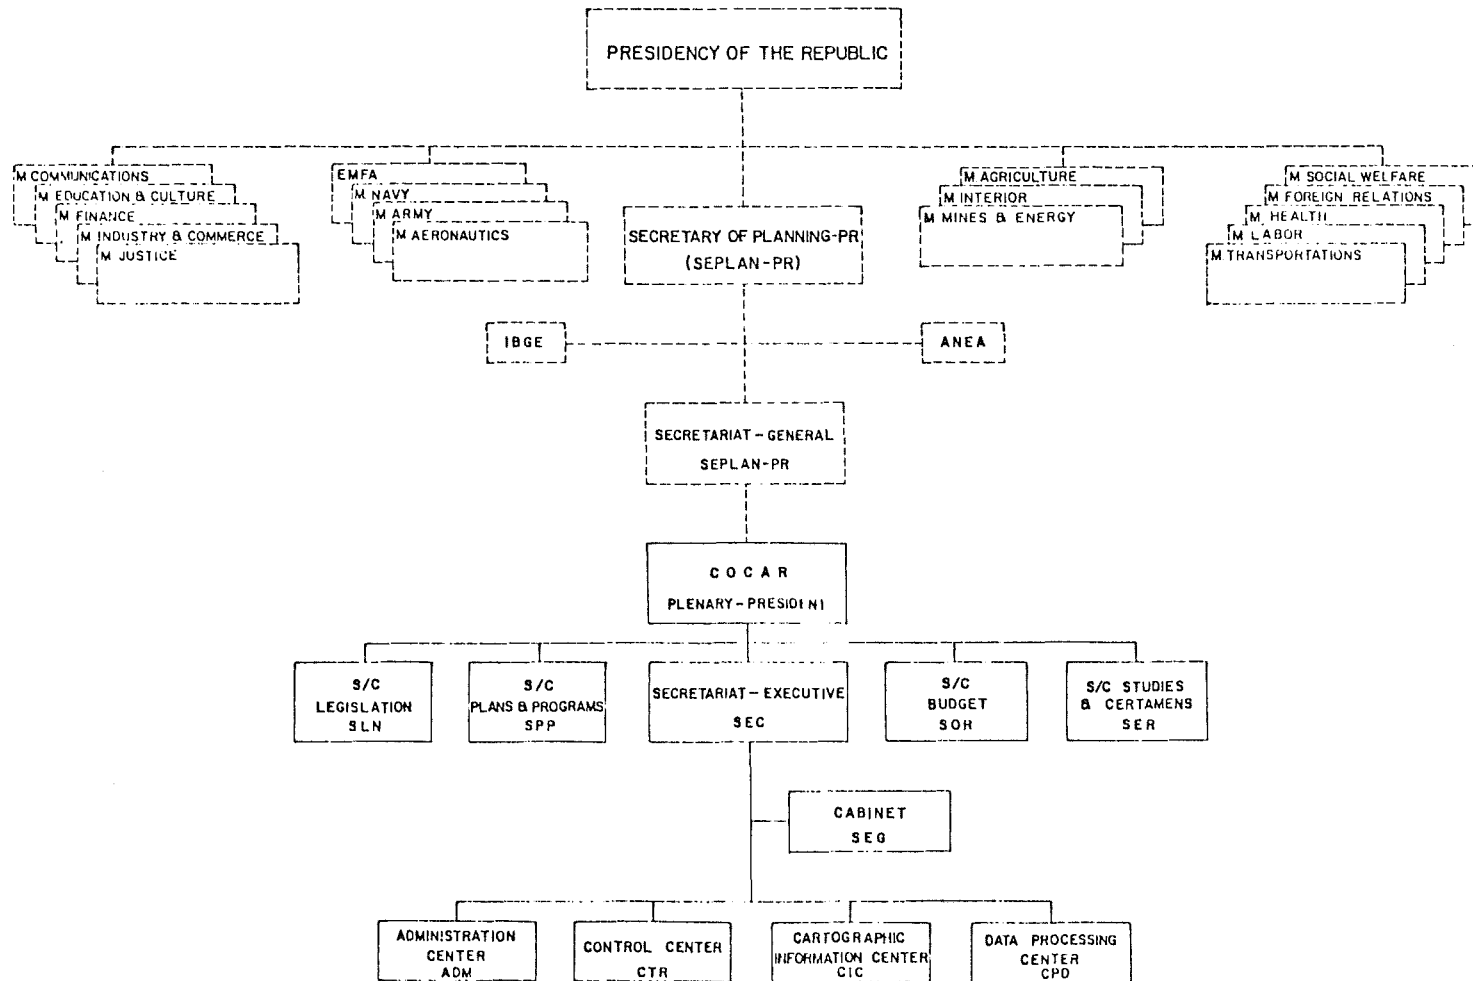 PRESIDENCY OF THE REPUBLIC
M COMMUNICATIONS
M EDUCATION & CULTURE
M FINANCE
M INDUSTRY & COMMERCE
M JUSTICE
EMFA
M NAVY
M ARMY
M AERONAUTICS
SECRETARY OF PLANNING-PR
(SEPLAN-PR)
M AGRICULTURE
M INTERIOR
M MINES & ENERGY
M SOCIAL WELFARE
M FOREIGN RELATIONS
M HEALTH
M LABOR
M TRANSPORTATIONS
IBGE
ANEA
SECRETARIAT-GENERAL
SEPLAN-PR
COCAR
PLENARY-PRESIDENT
S/C
LEGISLATION
SLN
S/C
PLANS & PROGRAMS
SPP
SECRETARIAT-EXECUTIVE
SEC
S/C
BUDGET
SOR
S/C STUDIES
& CERTAMENS
SER
CABINET
SEG
ADMINISTRATION
CENTER
ADM
CONTROL CENTER
CTR
CARTOGRAPHIC
INFORMATION CENTER
CIC
DATA PROCESSING
CENTER
CPD